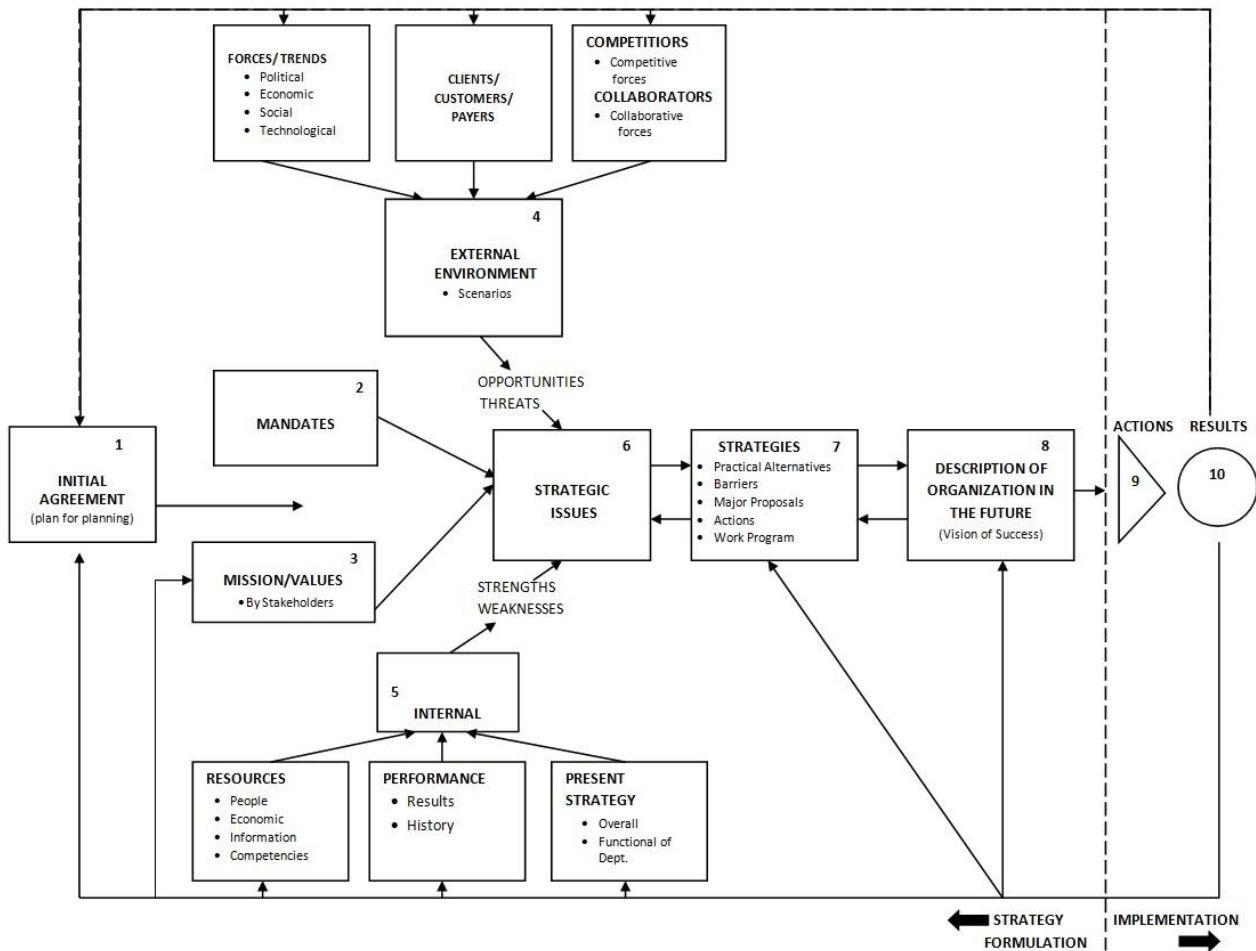 FORCES/ TRENDS
• Political
• Economic
• Social
• Technological
CLIENTS/
CUSTOMERS/
PAYERS
COMPETITIORS
• Competitive
forces
COLLABORATORS
• Collaborative
forces
4
EXTERNAL
ENVIRONMENT
• Scenarios
OPPORTUNITIES
THREATS
2
MANDATES
1
INITIAL
AGREEMENT
(plan for planning)
3
MISSION/VALUES
• By Stakeholders
6
STRATEGIC
ISSUES
STRATEGIES 7
• Practical Alternatives
• Barriers
• Major Proposals
• Actions
• Work Program
8
DESCRIPTION OF
ORGANIZATION IN
THE FUTURE
(Vision of Success)
ACTIONS
9
RESULTS
10
STRENGTHS
WEAKNESSES
5
INTERNAL
RESOURCES
• People
• Economic
• Information
• Competencies
PERFORMANCE
• Results
• History
PRESENT
STRATEGY
• Overall
• Functional of
Dept.
STRATEGY
FORMULATION
IMPLEMENTATION